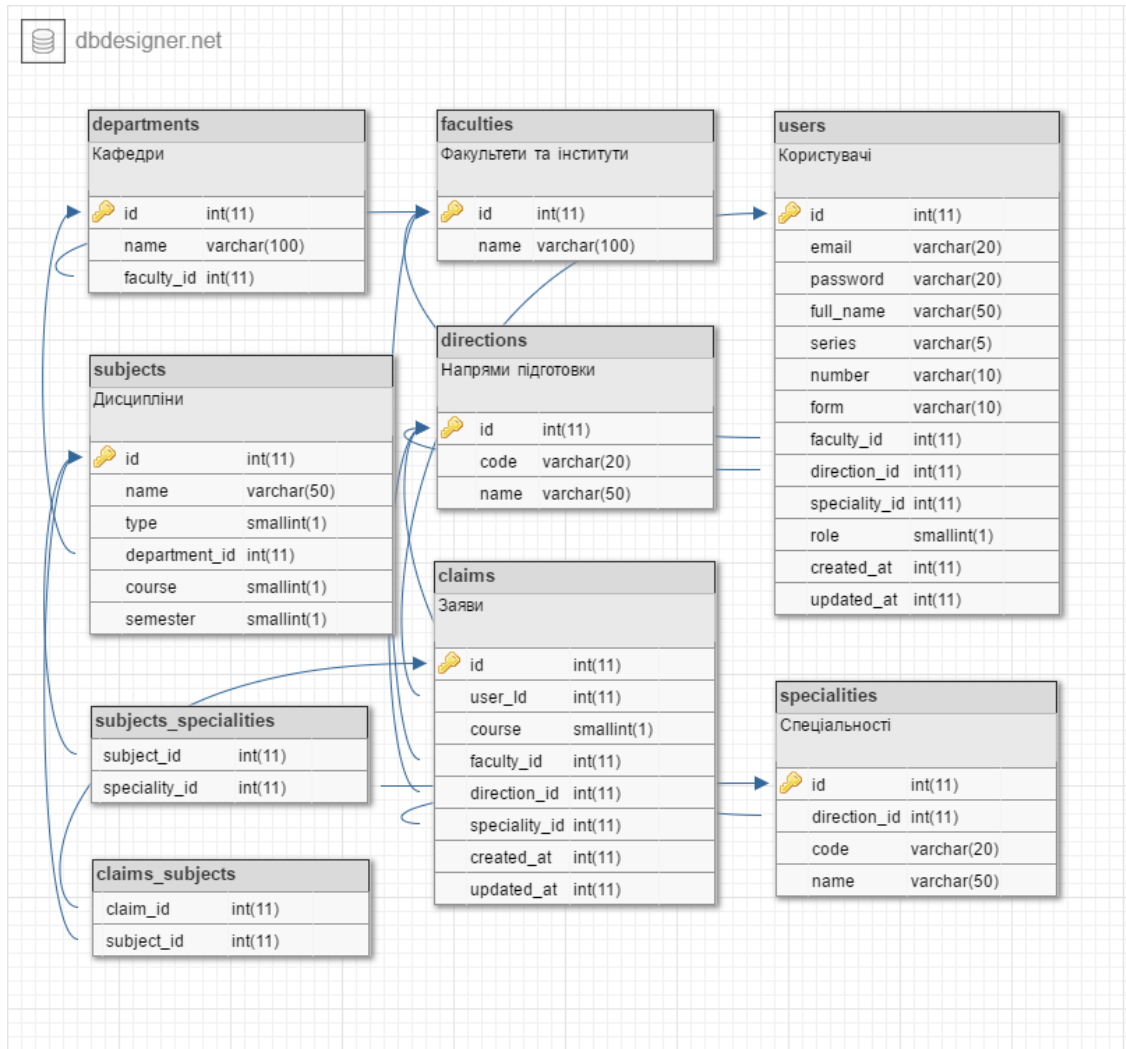 dbdesigner.net
departments
Кафедри
id int(11)
name varchar(100)
faculty_id int(11)
faculties
Факультети та інститути
id int(11)
name varchar(100)
users
Користувачі
id int(11)
email varchar(20)
password varchar(20)
full_name varchar(50)
series varchar(5)
number varchar(10)
form varchar(10)
faculty_id int(11)
direction_id int(11)
speciality_id int(11)
role smallint(1)
created_at int(11)
updated_at int(11)
subjects
Дисципліни
id int(11)
name varchar(50)
type smallint(1)
department_id int(11)
course smallint(1)
semester smallint(1)
directions
Напрями підготовки
id int(11)
code varchar(20)
name varchar(50)
claims
Заяви
id int(11)
user_Id int(11)
course smallint(1)
faculty_id int(11)
direction_id int(11)
speciality_id int(11)
created_at int(11)
updated_at int(11)
subjects_specialities
subject_id int(11)
speciality_id int(11)
specialities
Спеціальності
id int(11)
direction_id int(11)
code varchar(20)
name varchar(50)
claims_subjects
claim_id int(11)
subject_id int(11)